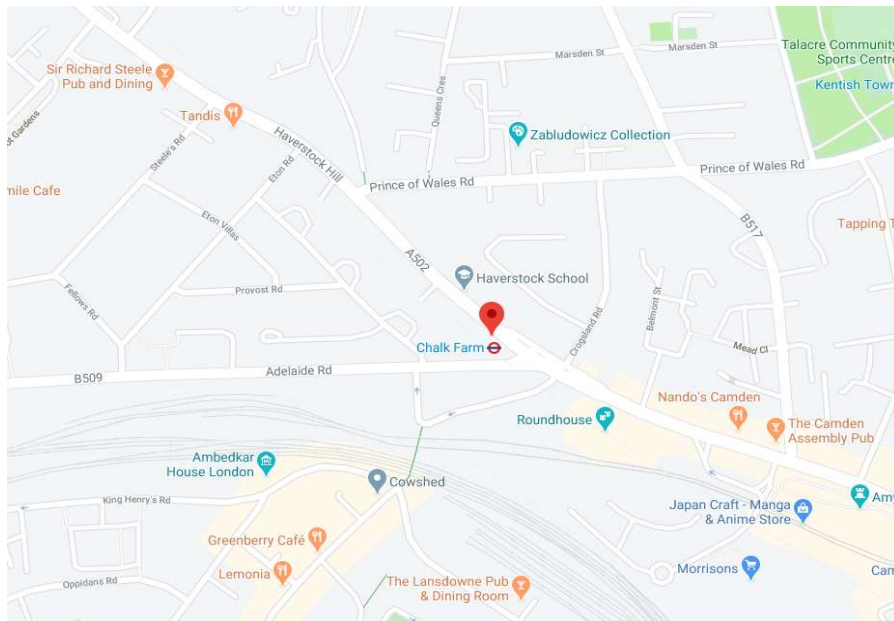 Marsden St
Marsden St
Talacre Community
Sports Centre
Kentish Town
Sir Richard Steele
Pub and Dining
Tandis
Queens Cres
Zabludowicz Collection
ot Gardens
Steele's Rd
Haverstock Hill
Eton Rd
Prince of Wales Rd
Prince of Wales Rd
mile Cafe
Eton Villas
A502
B517
Tapping T
Haverstock School
Provost Rd
Fellows Rd
Belmont St
Crogsland Rd
Chalk Farm
Mead Cl
Adelaide Rd
B509
Nando's Camden
Roundhouse
The Camden
Assembly Pub
Ambedkar
House London
Cowshed
King Henry's Rd
Japan Craft - Manga
& Anime Store
Amy
Greenberry Café
Lemonia
Morrisons
Cam
Oppidans Rd
The Lansdowne Pub
& Dining Room